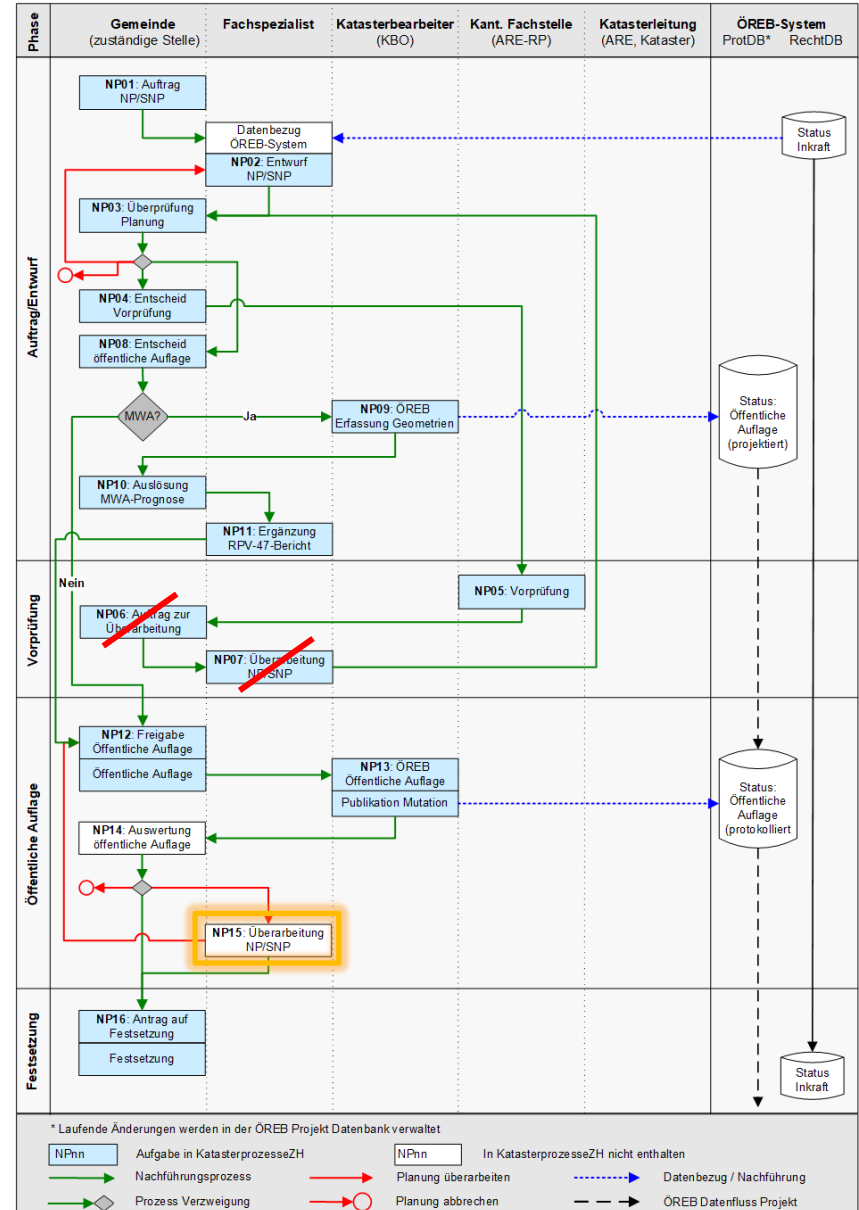 Phase
Gemeinde
(zuständige Stelle)
Fachspezialist
Katasterbearbeiter
(KBO)
Kant. Fachstelle
(ARE-RP)
Katasterleitung
(ARE, Kataster)
ÖREB-System
ProtDB* RechtDB
Auftrag/Entwurf
NP01: Auftrag
NP/SNP
Datenbezug
ÖREB-System
NP02: Entwurf
NP/SNP
Status
Inkraft
NP03: Überprüfung
Planung
NP04: Entscheid
Vorprüfung
NP08: Entscheid
öffentliche Auflage
MWA?
Ja
NP09: ÖREB
Erfassung Geometrien
Status:
Öffentliche
Auflage
(projektiert)
NP10: Auslösung
MWA-Prognose
NP11: Ergänzung
RPV-47-Bericht
Nein
Vorprüfung
NP05: Vorprüfung
NP06: Auftrag zur
Überarbeitung
NP07: Überarbeitung
NP/SNP
Öffentliche Auflage
NP12: Freigabe
Öffentliche Auflage
Öffentliche Auflage
NP13: ÖREB
Öffentliche Auflage
Publikation Mutation
Status:
Öffentliche
Auflage
(protokolliert
NP14: Auswertung
öffentliche Auflage
NP15: Überarbeitung
NP/SNP
Festsetzung
NP16: Antrag auf
Festsetzung
Festsetzung
Status
Inkraft
* Laufende Änderungen werden in der ÖREB Projekt Datenbank verwaltet
NPnn Aufgabe in KatasterprozesseZH NPnn In KatasterprozesseZH nicht enthalten
Nachführungsprozess Planung überarbeiten Datenbezug / Nachführung
Prozess Verzweigung Planung abbrechen ÖREB Datenfluss Projekt